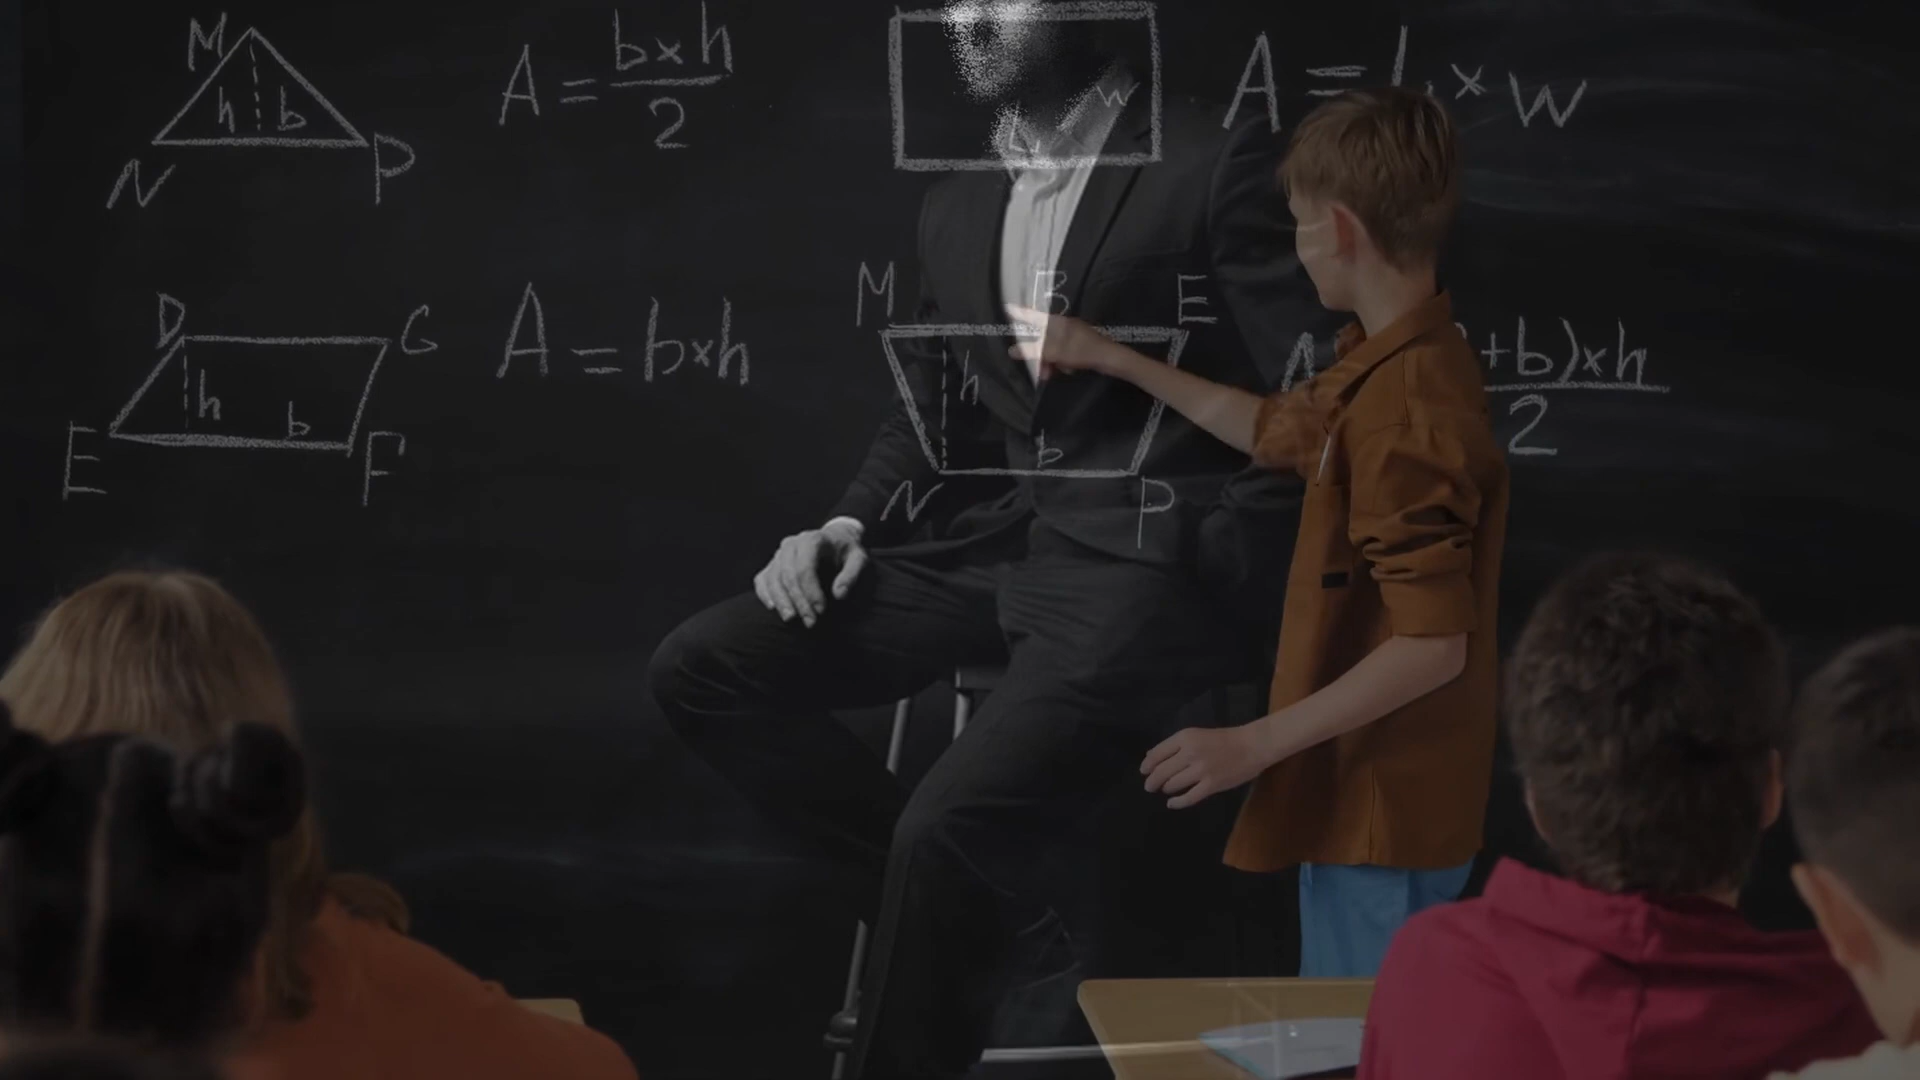 M
h b
N P
A = b×h
2
W
L
A = L × W
D G
h b
E F
A = b×h
M B E
h
b
N P
+b)×h
2